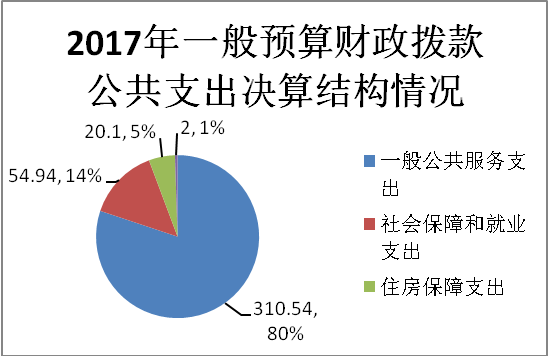 2017年一般预算财政拨款
公共支出决算结构情况
20.1, 5%
2, 1%
54.94, 14%
310.54,
80%
一般公共服务支
出
社会保障和就业
支出
住房保障支出